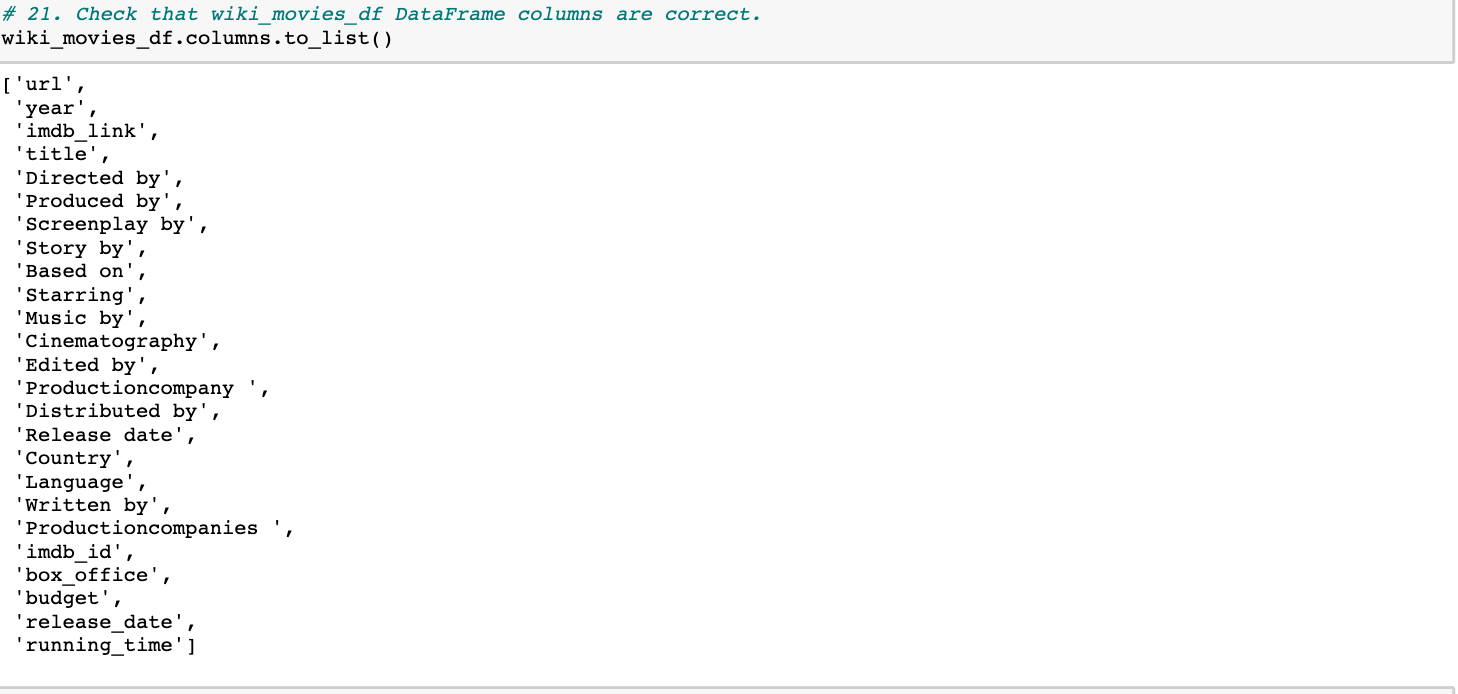 # 21. Check that wiki_movies_df DataFrame columns are correct.
wiki_movies_df.columns.to_list()
['url',
 'year',
 'imdb_link',
 'title',
 'Directed by',
 'Produced by',
 'Screenplay by',
 'Story by',
 'Based on',
 'Starring',
 'Music by',
 'Cinematography',
 'Edited by',
 'Productioncompany ',
 'Distributed by',
 'Release date',
 'Country',
 'Language',
 'Written by',
 'Productioncompanies ',
 'imdb_id',
 'box_office',
 'budget',
 'release_date',
 'running_time']